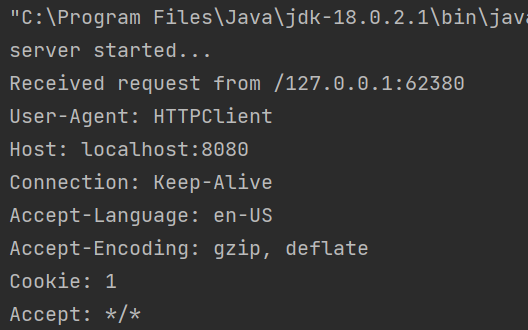 "C:\Program Files\Java\jdk-18.0.2.1\bin\java
server started...
Received request from /127.0.0.1:62380
User-Agent: HTTPClient
Host: localhost:8080
Connection: Keep-Alive
Accept-Language: en-US
Accept-Encoding: gzip, deflate
Cookie: 1
Accept: */*